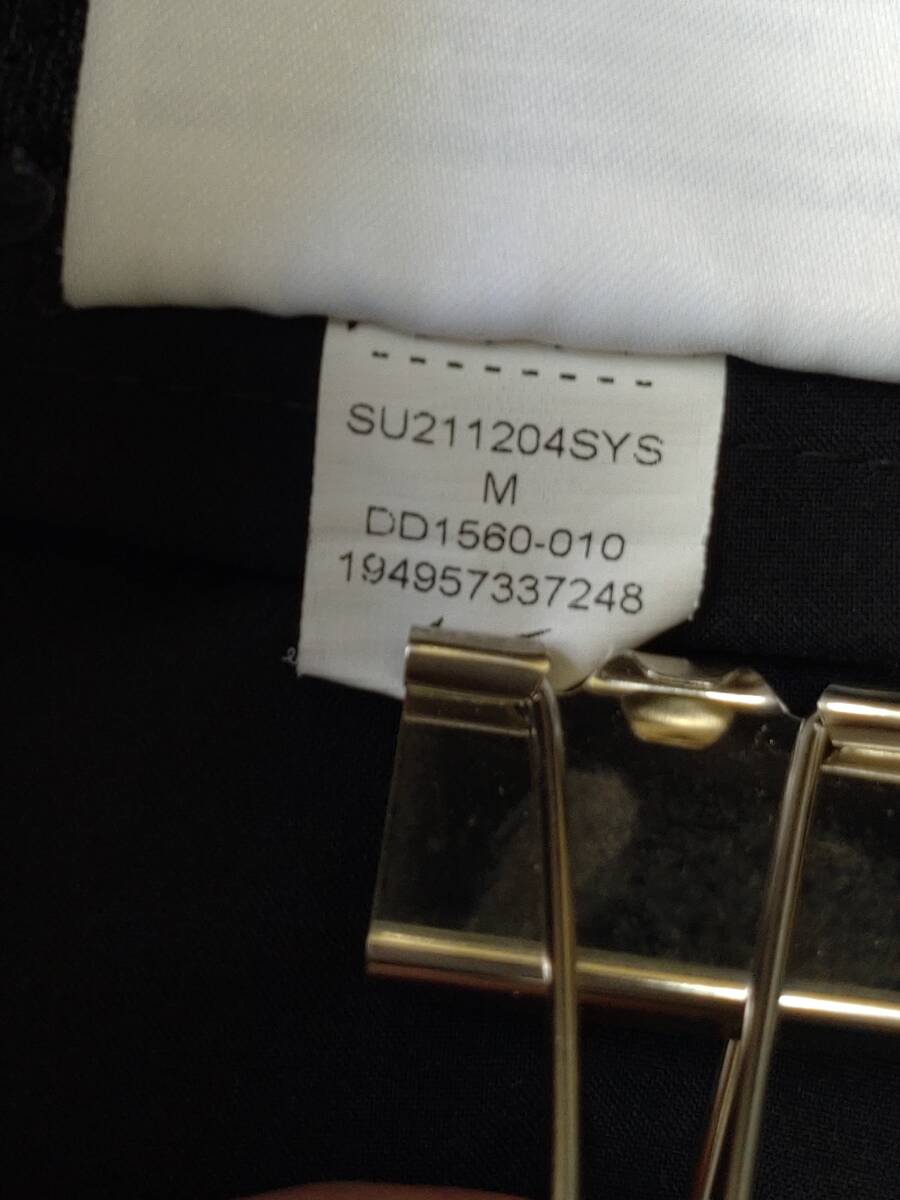 --------
SU211204SYS
M
DD1560-010
194957337248